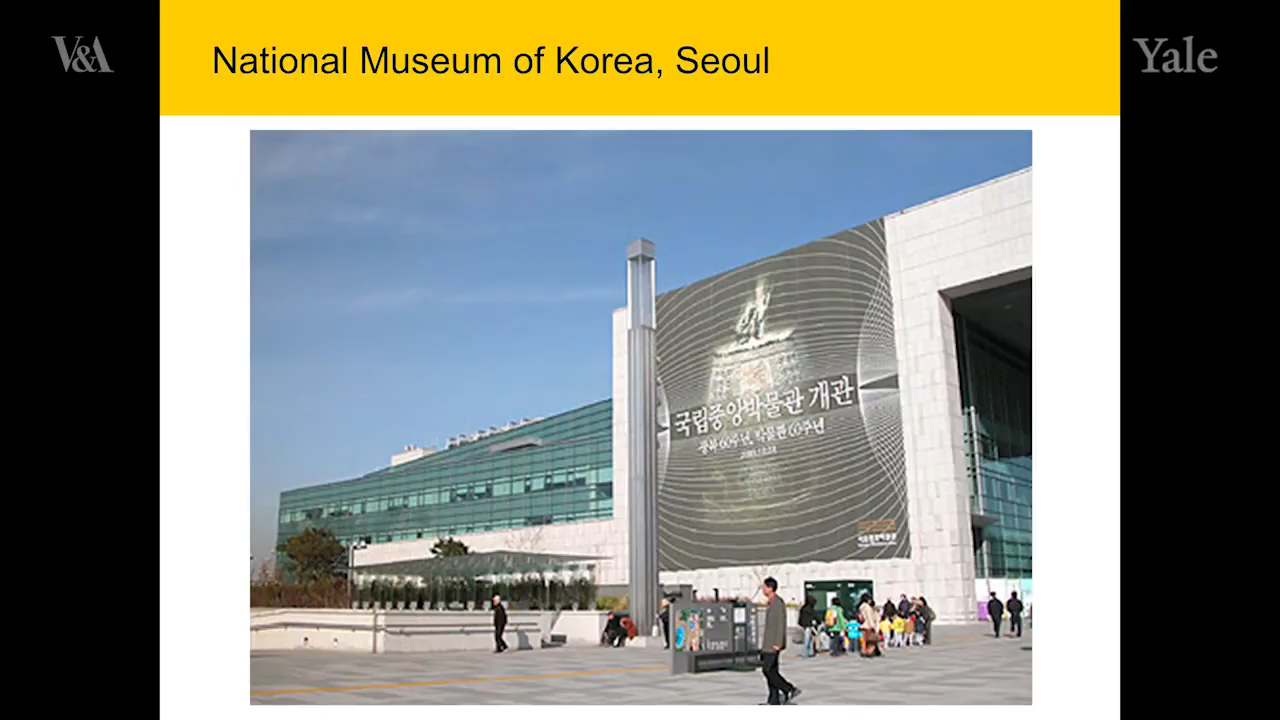 V&A
National Museum of Korea, Seoul
Yale
국립중앙박물관 개관
광복 60주년, 박물관 60주년